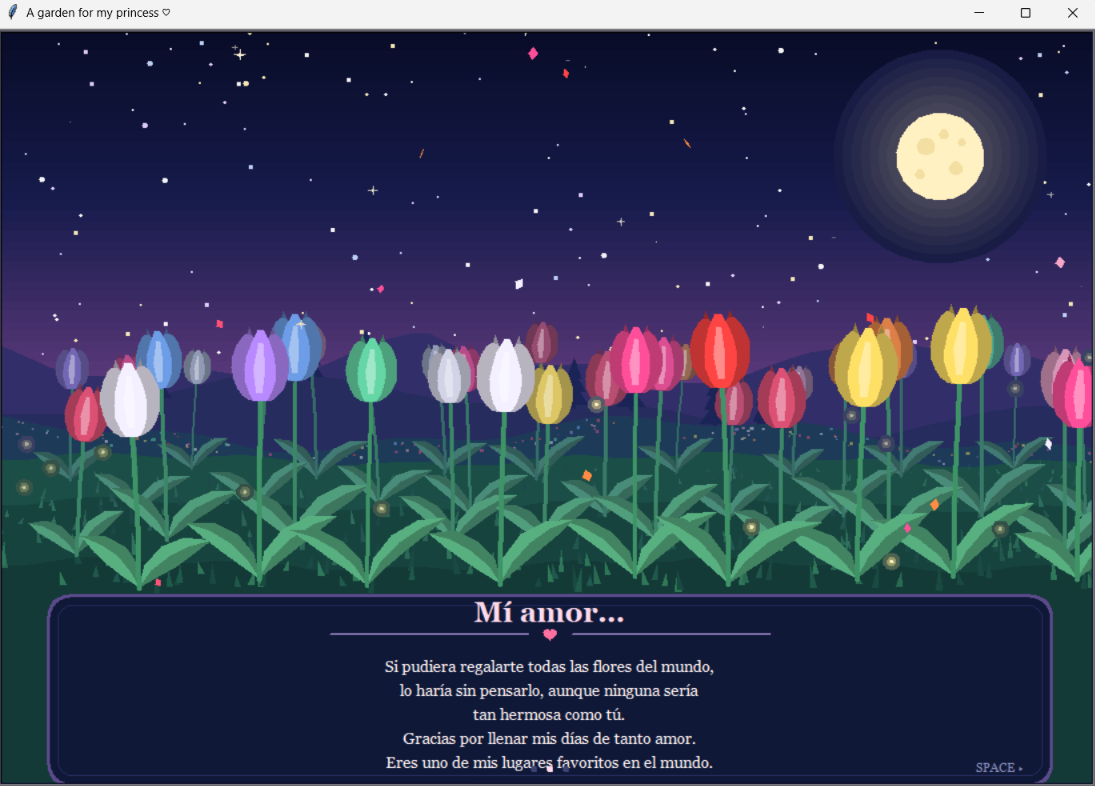 A garden for my princess ♡
Mí amor...
Si pudiera regalarte todas las flores del mundo,
lo haría sin pensarlo, aunque ninguna sería
tan hermosa como tú.
Gracias por llenar mis días de tanto amor.
Eres uno de mis lugares favoritos en el mundo.
SPACE ▸